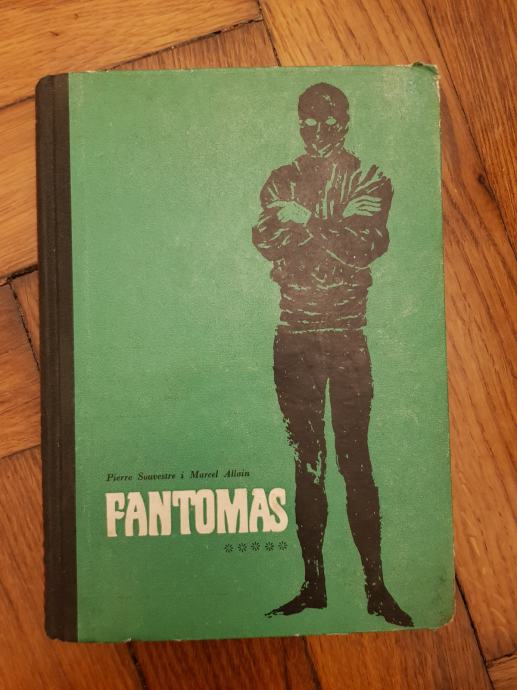 Pierre Souvestre i Marcel Allain
FANTOMAS
*****